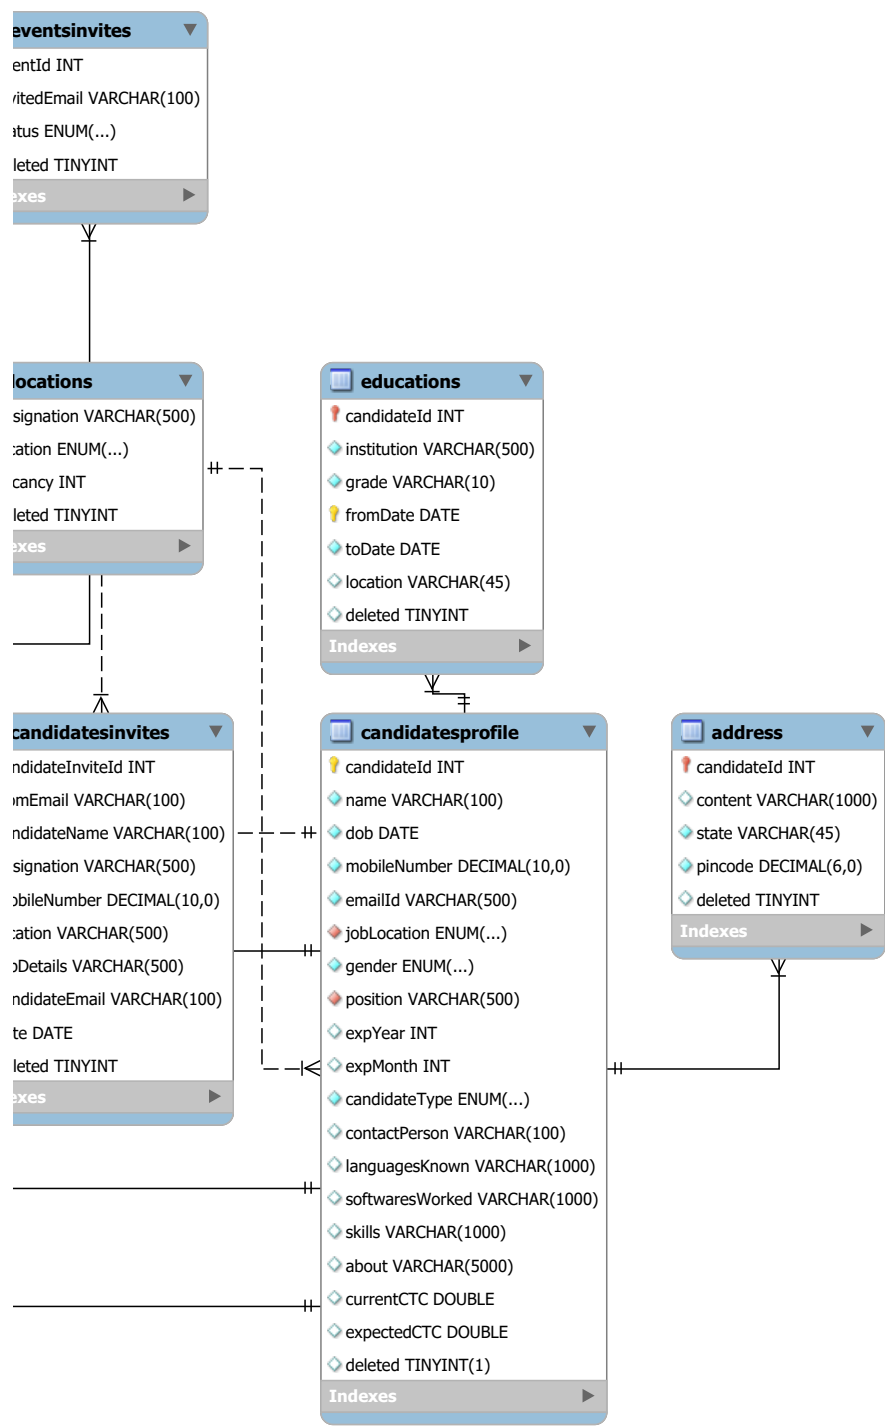 eventsinvites
entId INT
vitedEmail VARCHAR(100)
atus ENUM(...)
leted TINYINT
exes
locations
signation VARCHAR(500)
cation ENUM(...)
cancy INT
leted TINYINT
exes
educations
candidateId INT
institution VARCHAR(500)
grade VARCHAR(10)
fromDate DATE
toDate DATE
location VARCHAR(45)
deleted TINYINT
Indexes
candidatesinvites
ndidateInviteId INT
omEmail VARCHAR(100)
ndidateName VARCHAR(100)
signation VARCHAR(500)
obileNumber DECIMAL(10,0)
cation VARCHAR(500)
bDetails VARCHAR(500)
ndidateEmail VARCHAR(100)
te DATE
leted TINYINT
exes
candidatesprofile
candidateId INT
name VARCHAR(100)
dob DATE
mobileNumber DECIMAL(10,0)
emailId VARCHAR(500)
jobLocation ENUM(...)
gender ENUM(...)
position VARCHAR(500)
expYear INT
expMonth INT
candidateType ENUM(...)
contactPerson VARCHAR(100)
languagesKnown VARCHAR(1000)
softwaresWorked VARCHAR(1000)
skills VARCHAR(1000)
about VARCHAR(5000)
currentCTC DOUBLE
expectedCTC DOUBLE
deleted TINYINT(1)
Indexes
address
candidateId INT
content VARCHAR(1000)
state VARCHAR(45)
pincode DECIMAL(6,0)
deleted TINYINT
Indexes